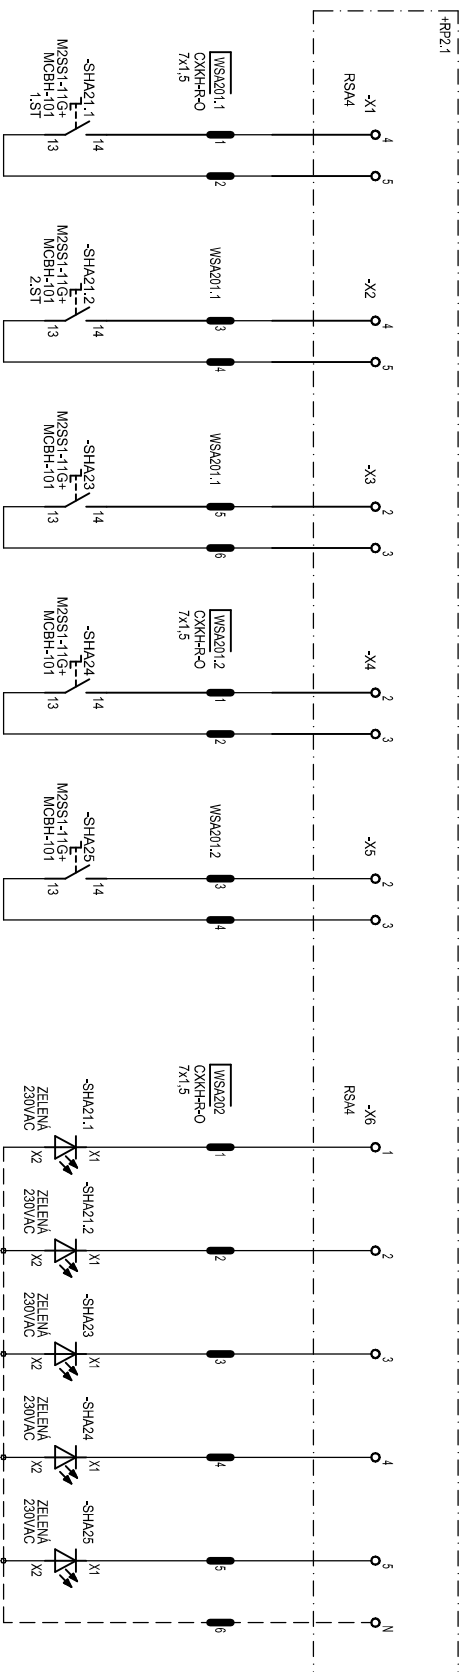 +RP2.1
-X1
RSA4
4
5
WSA201.1
CXKH-R-O
7x1,5
1
2
-SHA21.1
M2SS1-11G+
MCBH-101
1.ST
14
13
-X2
4
5
WSA201.1
3
4
-SHA21.2
M2SS1-11G+
MCBH-101
2.ST
14
13
-X3
2
3
WSA201.1
5
6
-SHA23
M2SS1-11G+
MCBH-101
14
13
-X4
2
3
WSA201.2
CXKH-R-O
7x1,5
1
2
-SHA24
M2SS1-11G+
MCBH-101
14
13
-X5
2
3
WSA201.2
3
4
-SHA25
M2SS1-11G+
MCBH-101
14
13
-X6
RSA4
1
2
3
4
5
N
WSA202
CXKH-R-O
7x1,5
1
2
3
4
5
6
-SHA21.1
X1
X2
ZELENÁ
230VAC
-SHA21.2
X1
X2
ZELENÁ
230VAC
-SHA23
X1
X2
ZELENÁ
230VAC
-SHA24
X1
X2
ZELENÁ
230VAC
-SHA25
X1
X2
ZELENÁ
230VAC